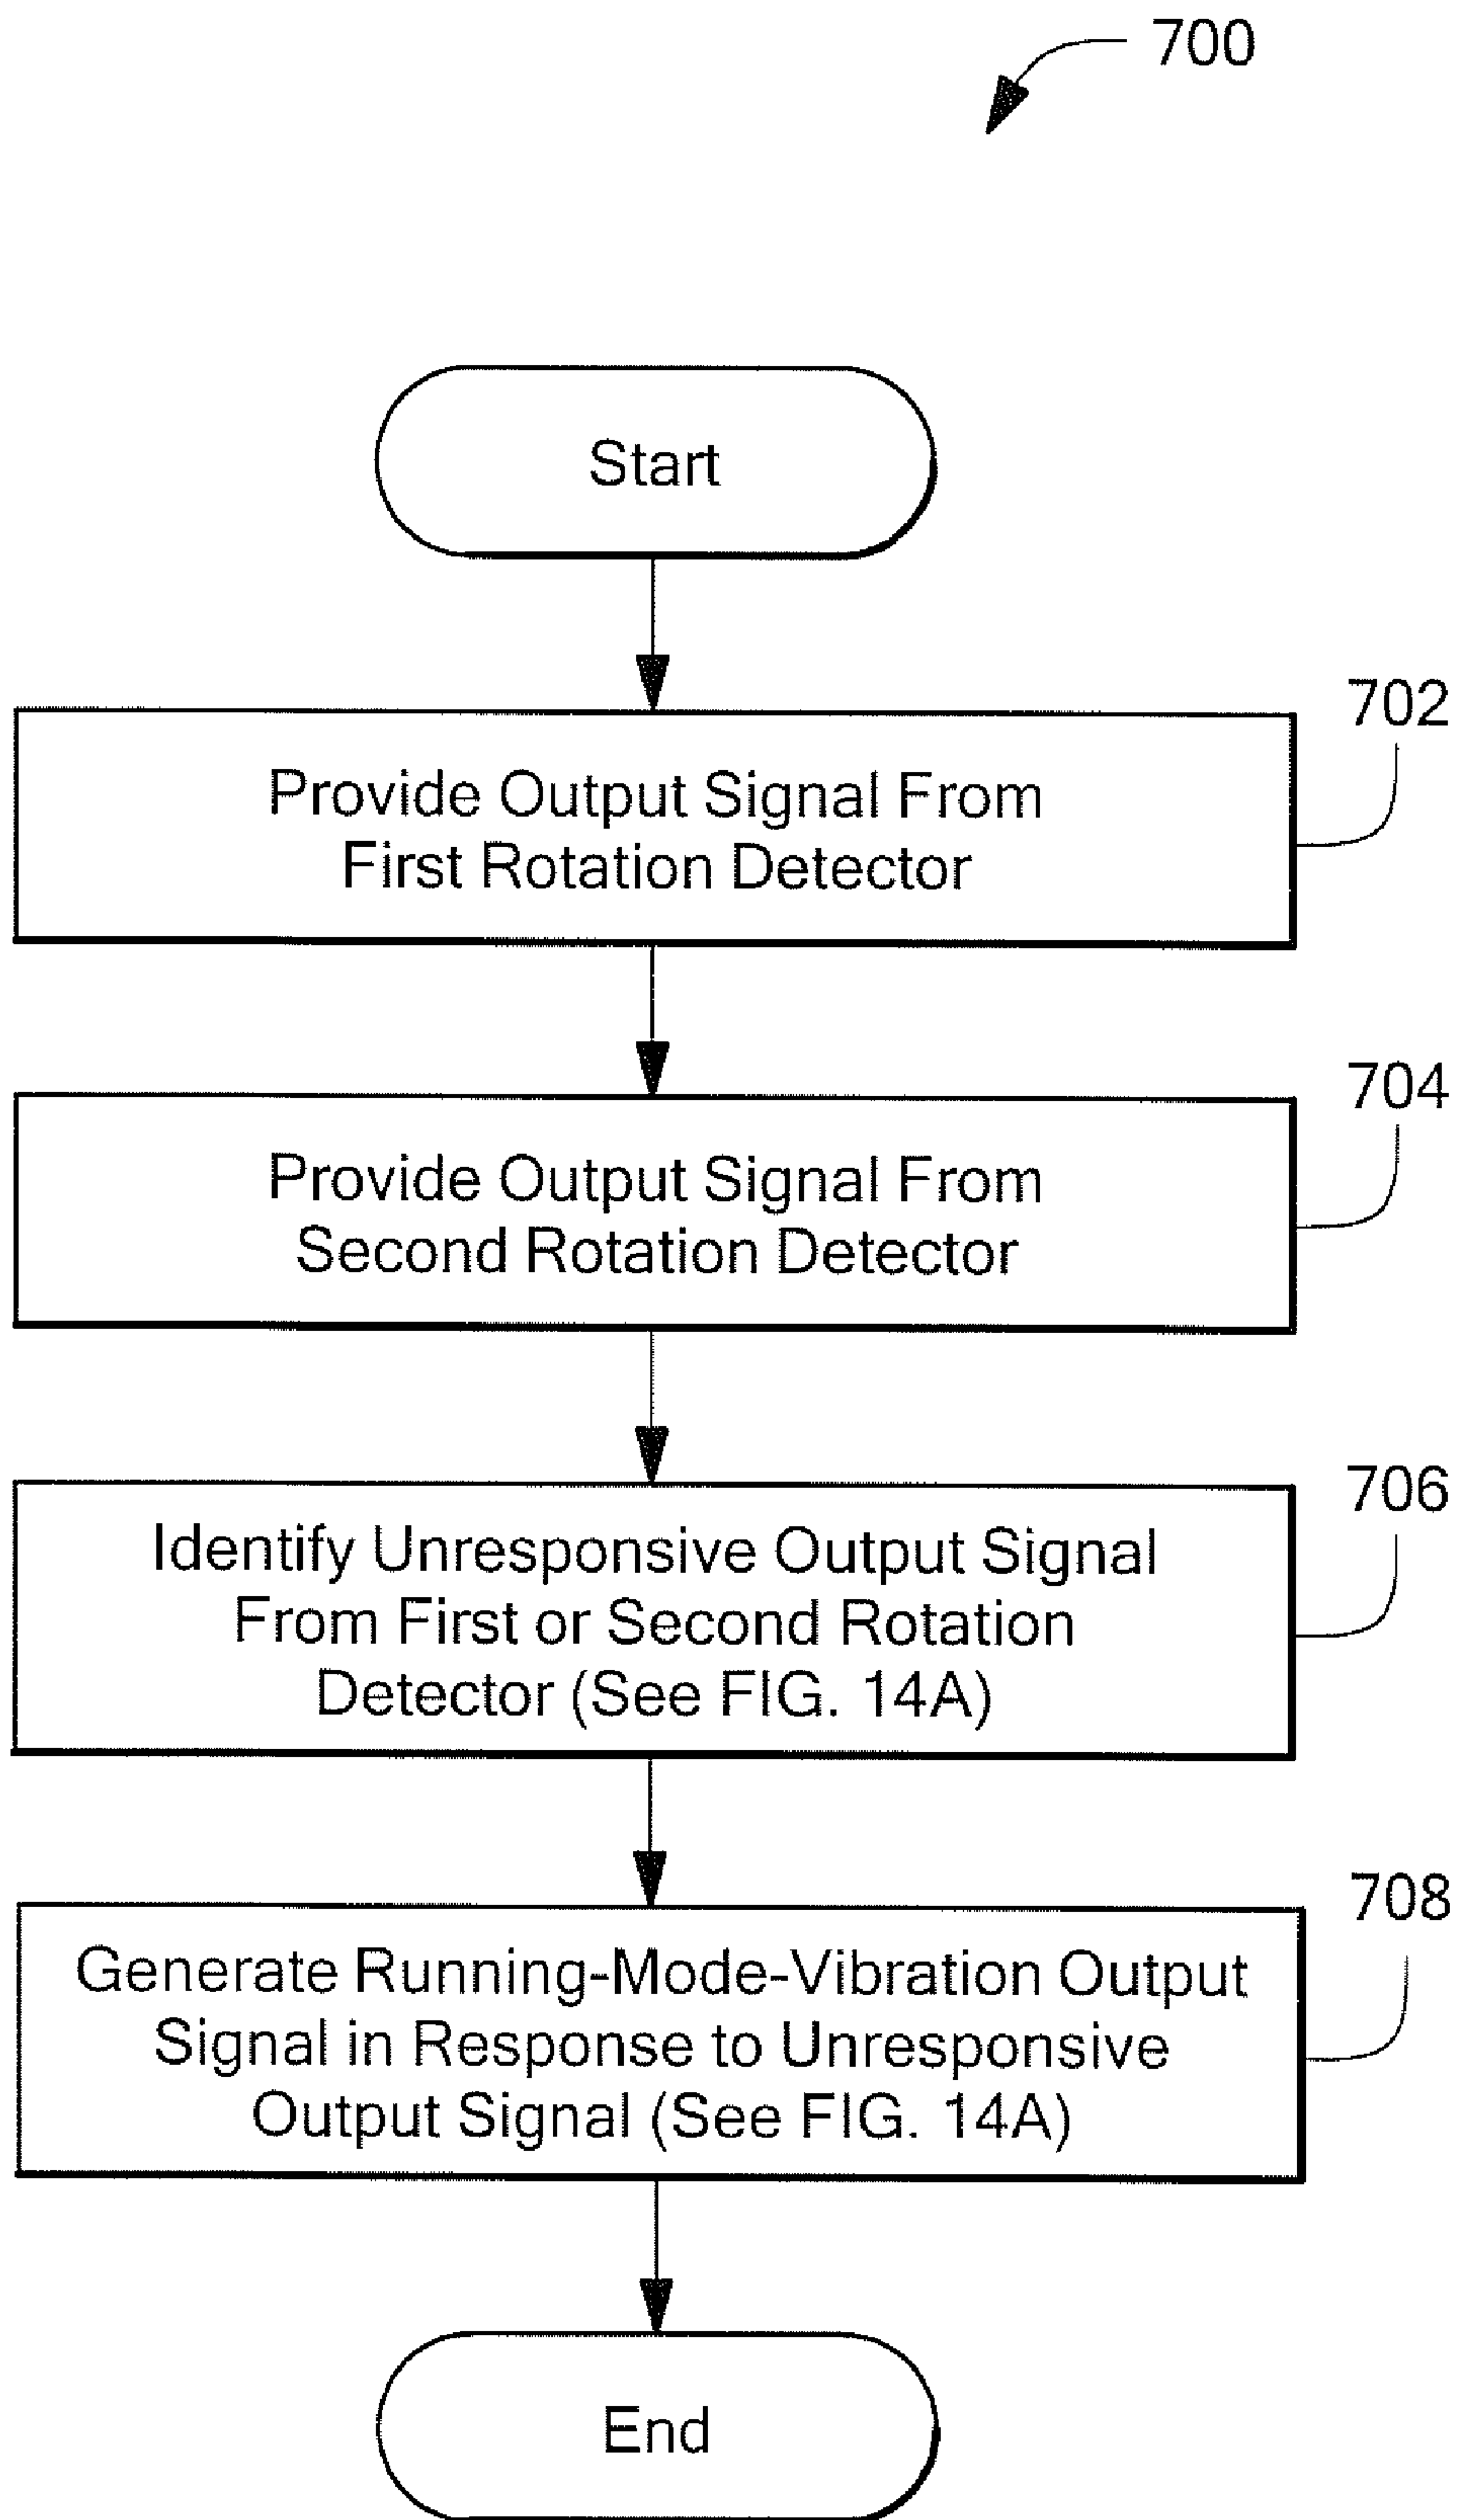 700
Start
702
Provide Output Signal From
First Rotation Detector
704
Provide Output Signal From
Second Rotation Detector
706
Identify Unresponsive Output Signal
From First or Second Rotation
Detector (See FIG. 14A)
708
Generate Running-Mode-Vibration Output
Signal in Response to Unresponsive
Output Signal (See FIG. 14A)
End